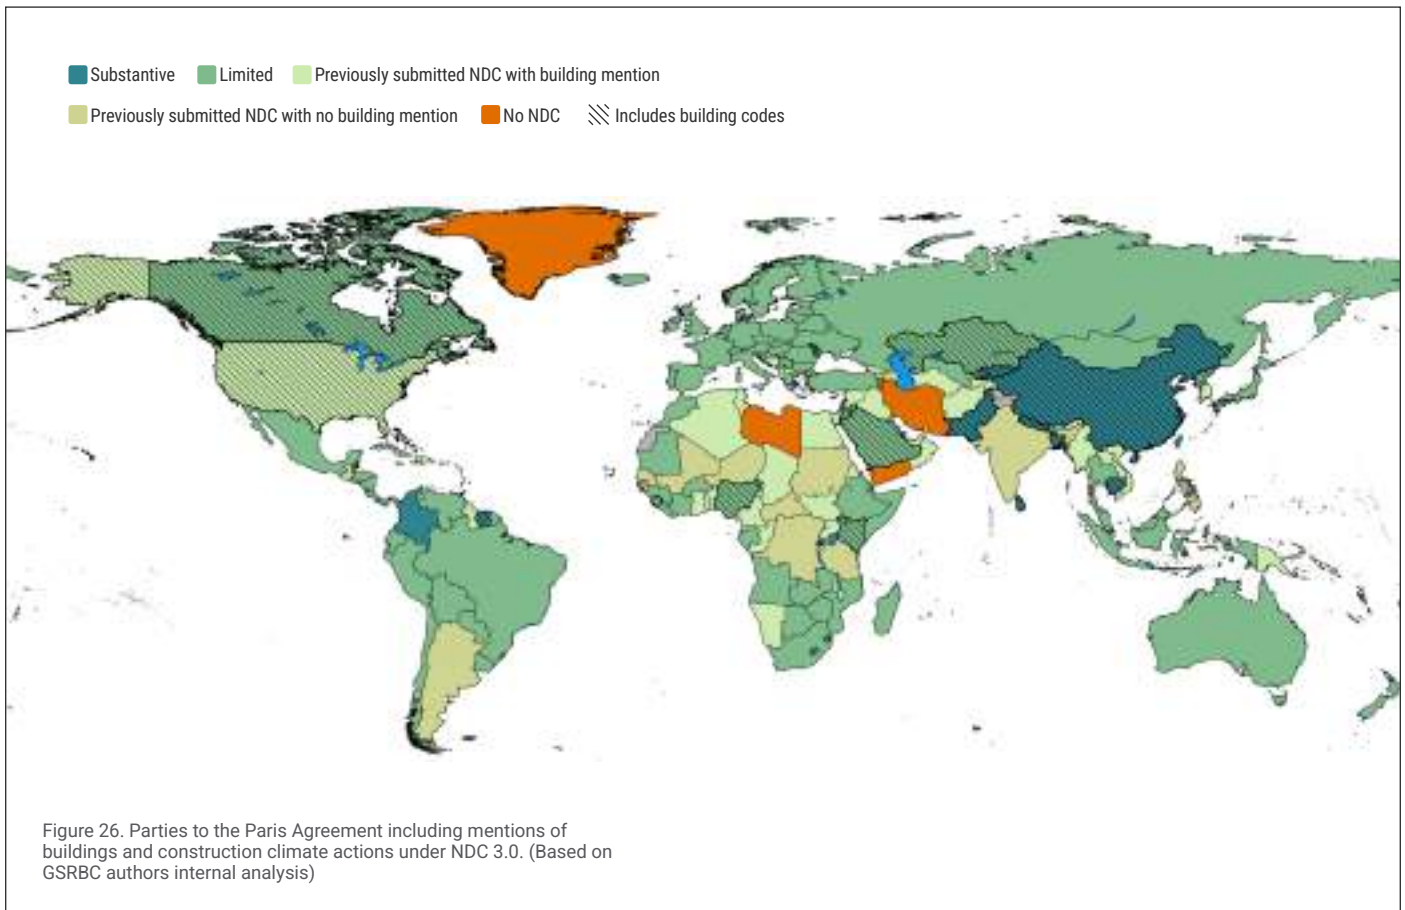 Substantive Limited Previously submitted NDC with building mention
Previously submitted NDC with no building mention No NDC Includes building codes
Figure 26. Parties to the Paris Agreement including mentions of
buildings and construction climate actions under NDC 3.0. (Based on
GSRBC authors internal analysis)